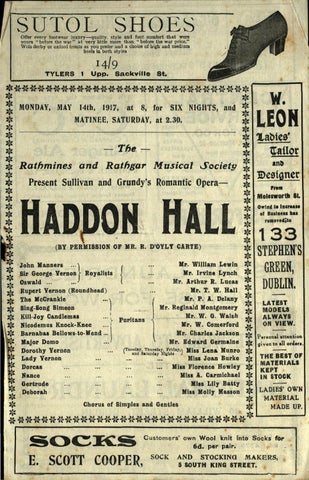 SUTOL SHOES
Offer every footwear luxury—quality, style and foot comfort that were
yours "before the war" at very little more than "before the war price."
With derby or cuban treads as you prefer and a choice of high and medium
heels in both styles
14/9
TYLERS 1 Upp. Sackville St.
MONDAY, MAY 14th, 1917, at 8, for SIX NIGHTS, and
MATINEE, SATURDAY, at 2.30.
— The —
Rathmines and Rathgar Musical Society
Present Sullivan and Grundy's Romantic Opera—
HADDON HALL
(BY PERMISSION OF MR. R. D'OYLY CARTE)
John Manners — Mr. William Lewin
Sir George Vernon } Royalists { Mr. Irvine Lynch
Oswald Mr. Arthur R. Lucas
Rupert Vernon (Roundhead) Mr. T. W. Hall
The McCrankie Mr. P. A. Delany
Sing-Song Simeon Mr. Reginald Montgomery
Kill-Joy Candlemas Puritans Mr. W. G. Walsh
Nicodemus Knock-Knee Mr. W. Comerford
Barnabas Bellows-to-Mend Mr. Charles Jackson
Major Domo Mr. Edward Germaine
Dorothy Vernon Miss Lena Munro
Lady Vernon Miss Joan Burke
Dorcas Miss Florence Howley
Nance Miss A. Carmichael
Gertrude Miss Lily Batty
Deborah Miss Molly Masson
Chorus of Simples and Gentles
W.
LEON
Ladies'
Tailor
and
Designer
From
Molesworth St.
Owing to Increase
of Business has
removed to
133
STEPHEN'S
GREEN,
DUBLIN.
LATEST
MODELS
ALWAYS
ON VIEW.
Personal attention
given to all orders.
THE BEST OF
MATERIALS
KEPT
IN STOCK
LADIES' OWN
MATERIAL
MADE UP.
SOCKS
Customers' own Wool knit into Socks for
6d. per pair.
E. SCOTT COOPER,
SOCK AND STOCKING MAKERS,
5 SOUTH KING STREET.